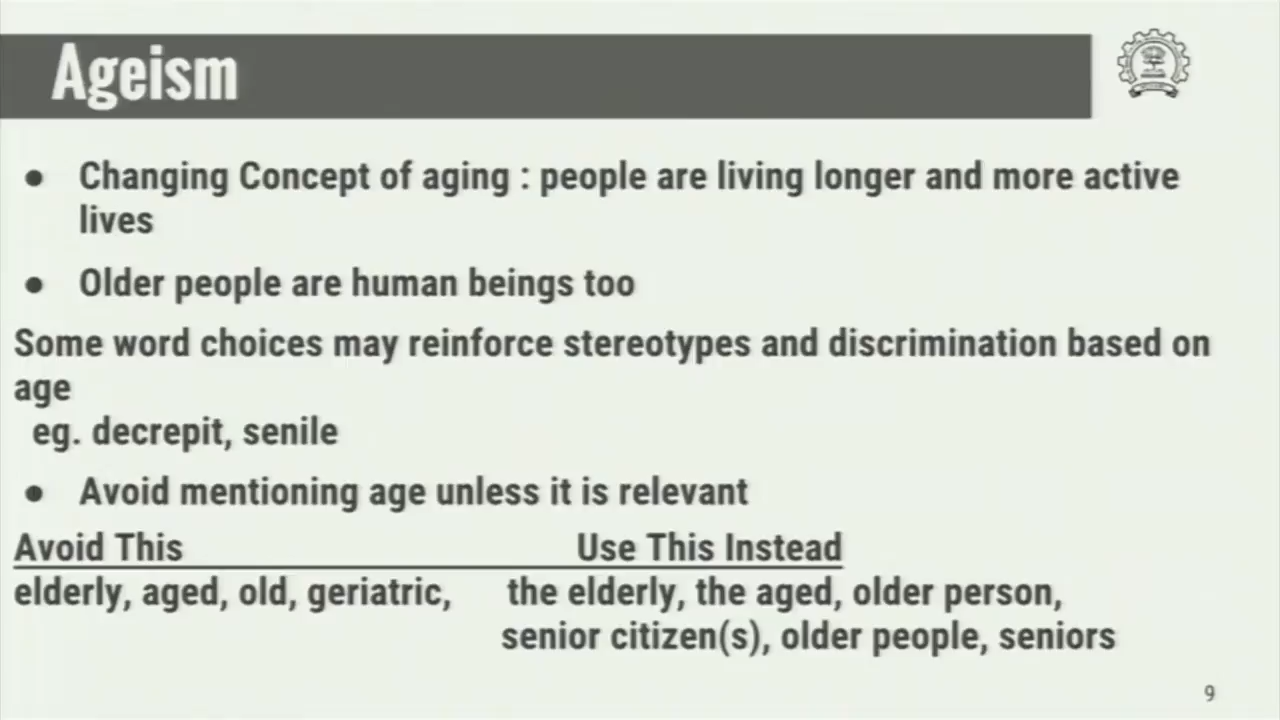 Ageism
● Changing Concept of aging : people are living longer and more active
lives
● Older people are human beings too
Some word choices may reinforce stereotypes and discrimination based on
age
eg. decrepit, senile
● Avoid mentioning age unless it is relevant
Avoid This Use This Instead
elderly, aged, old, geriatric, the elderly, the aged, older person,
senior citizen(s), older people, seniors
9